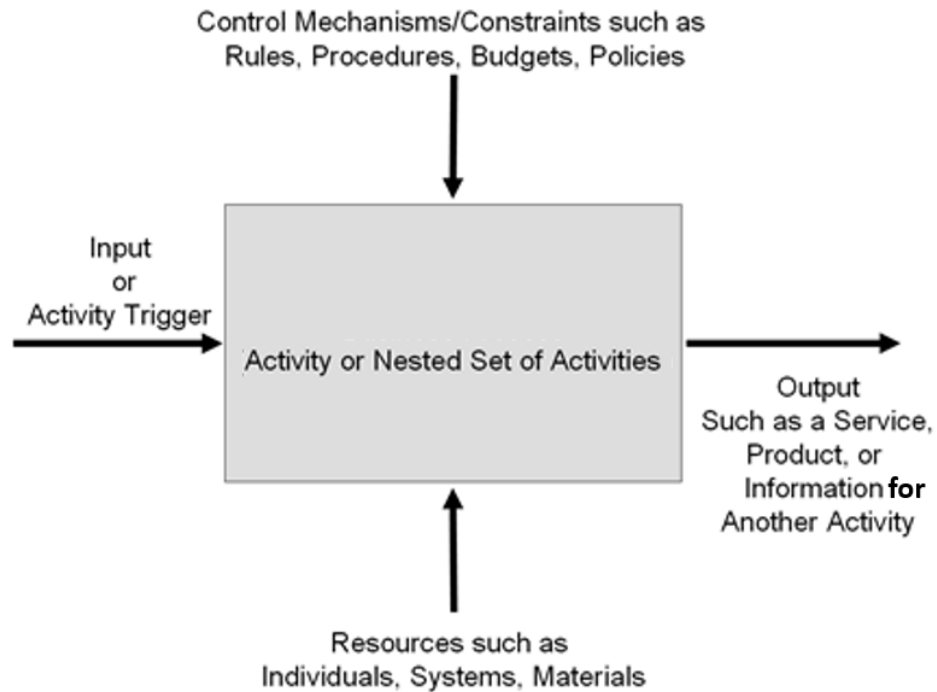 Control Mechanisms/Constraints such as
Rules, Procedures, Budgets, Policies
Input
or
Activity Trigger
Activity or Nested Set of Activities
Output
Such as a Service,
Product, or
Information for
Another Activity
Resources such as
Individuals, Systems, Materials